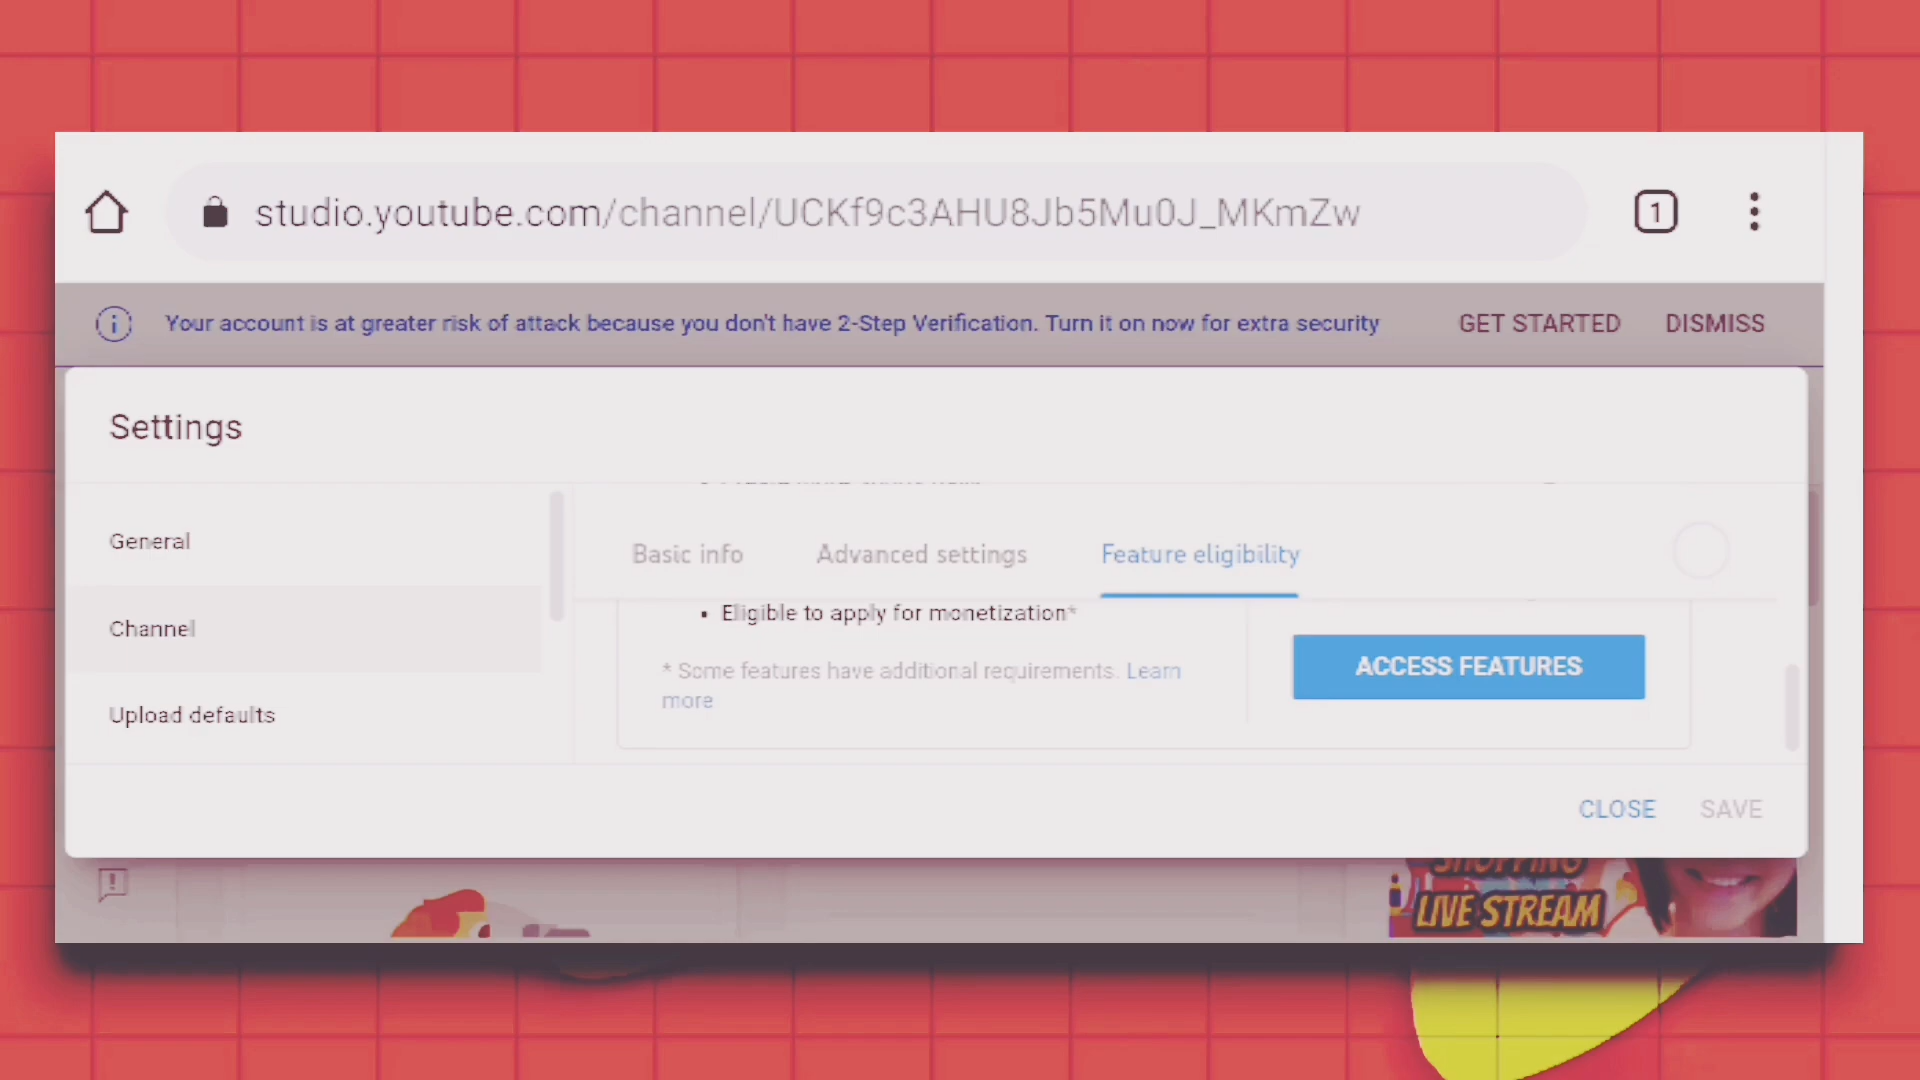 studio.youtube.com/channel/UCKf9c3AHU8Jb5Mu0J_MKmZw
1
Your account is at greater risk of attack because you don't have 2-Step Verification. Turn it on now for extra security
GET STARTED
DISMISS
Settings
General
Channel
Upload defaults
Basic info
Advanced settings
Feature eligibility
• Eligible to apply for monetization*
* Some features have additional requirements. Learn
more
ACCESS FEATURES
CLOSE
SAVE
SHOPPING
LIVE STREAM